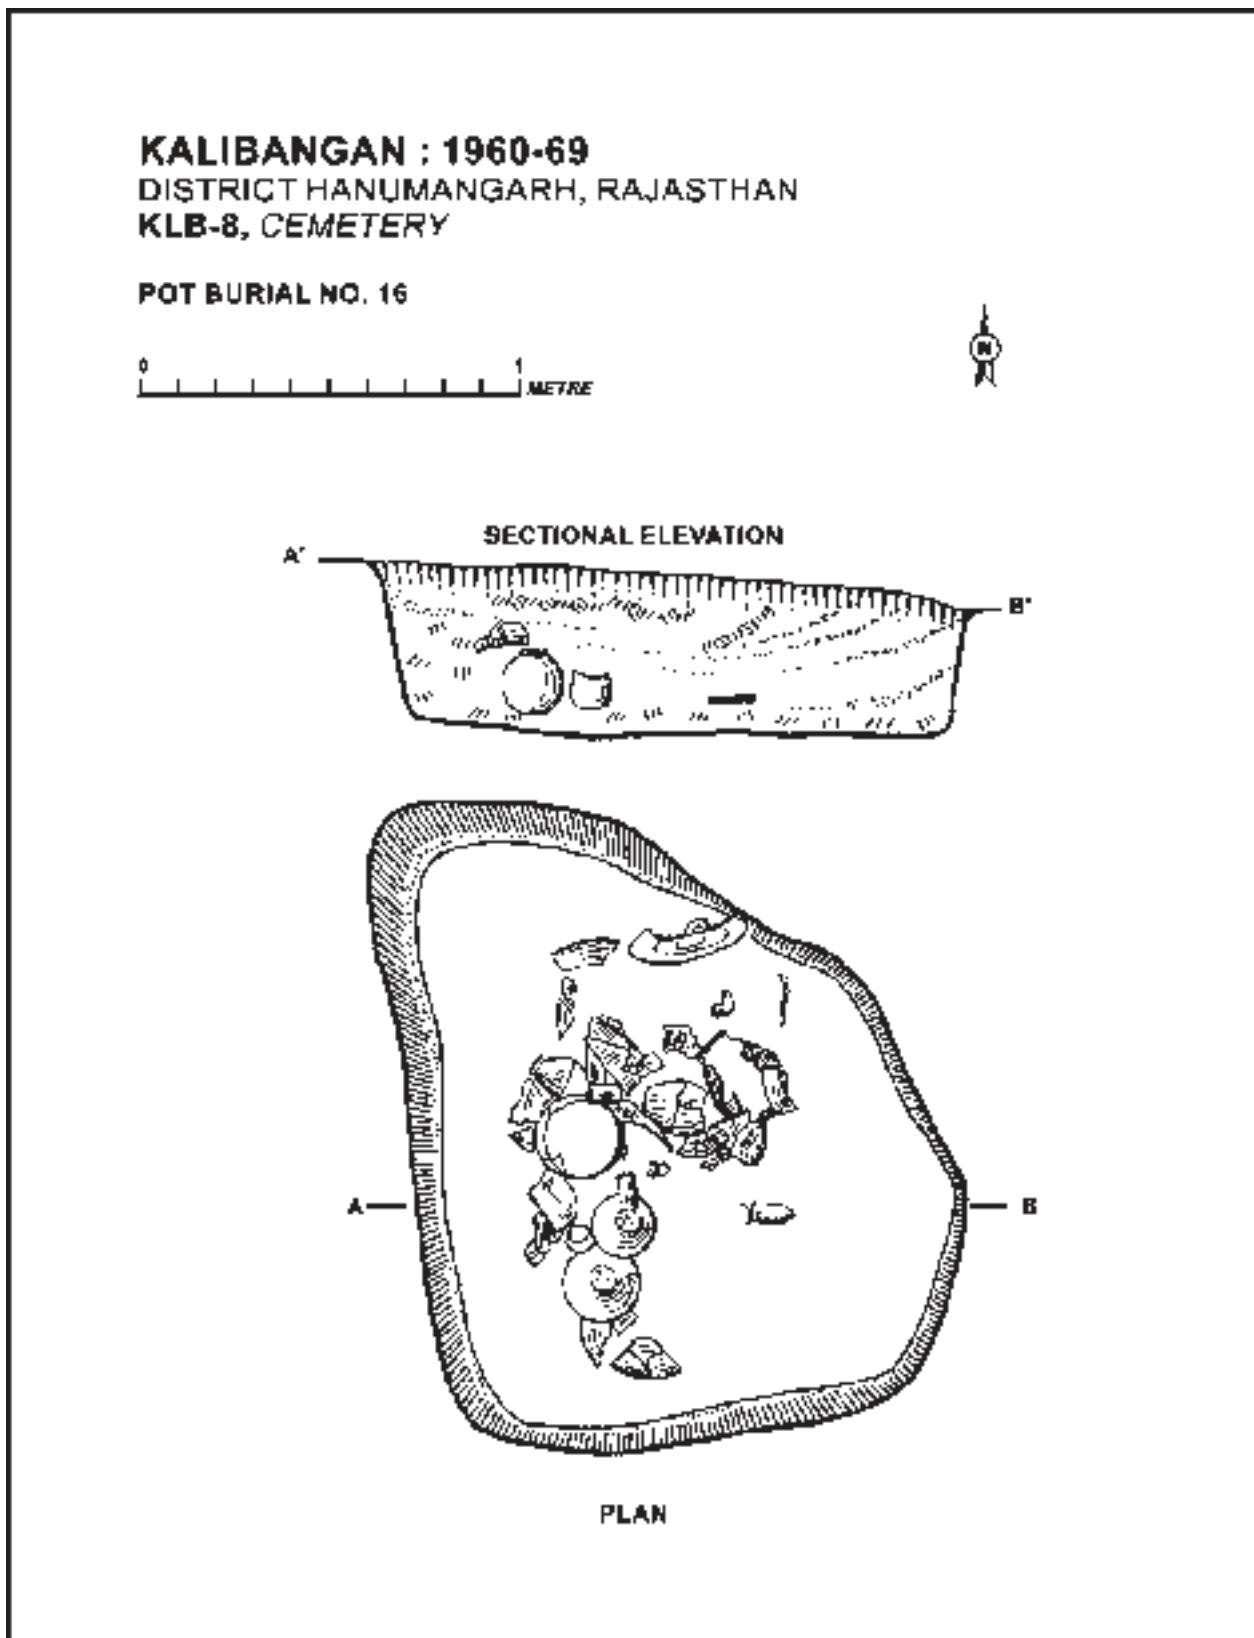 KALIBANGAN : 1960-69
DISTRICT HANUMANGARH, RAJASTHAN
KLB-8, CEMETERY
POT BURIAL NO. 16
N
0 1
METRE
SECTIONAL ELEVATION
A'
B'
A B
PLAN